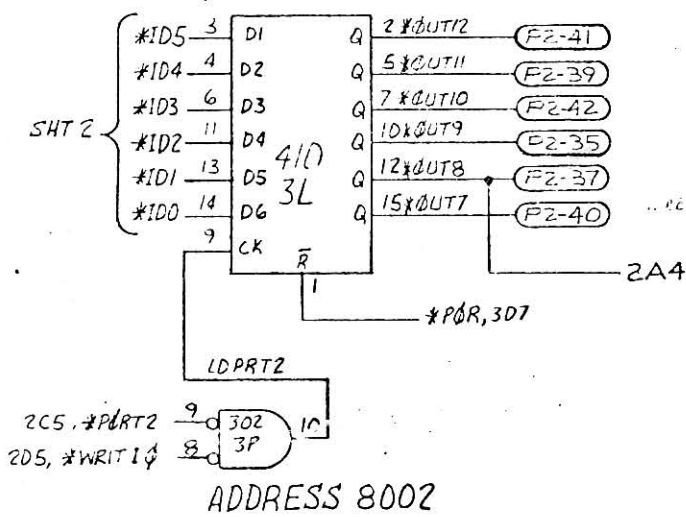 *ID5 3 D1 Q 2 *ØUT12 P2-41
*ID4 4 D2 Q 5 *ØUT11 P2-39
*ID3 6 D3 Q 7 *ØUT10 P2-42
SHT 2
*ID2 11 D4 Q 10 *ØUT9 P2-35
41D
3L
*ID1 13 D5 Q 12 *ØUT8 P2-37
*ID0 14 D6 Q 15 *ØUT7 P2-40
9 CK
R
1
2A4
*PØR, 3D7
LDPRT2
2C5, *PØRT2 9
302
3P
10
2D5, *WRITIØ 8
ADDRESS 8002